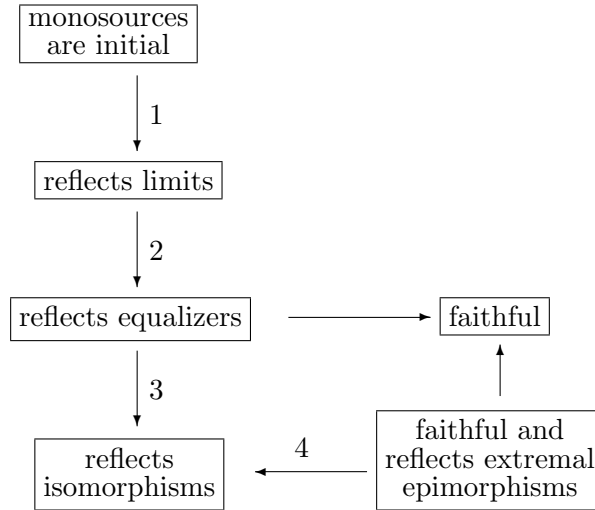 monosources
are initial
1
reflects limits
2
reflects equalizers
faithful
3
4
reflects
isomorphisms
faithful and
reflects extremal
epimorphisms